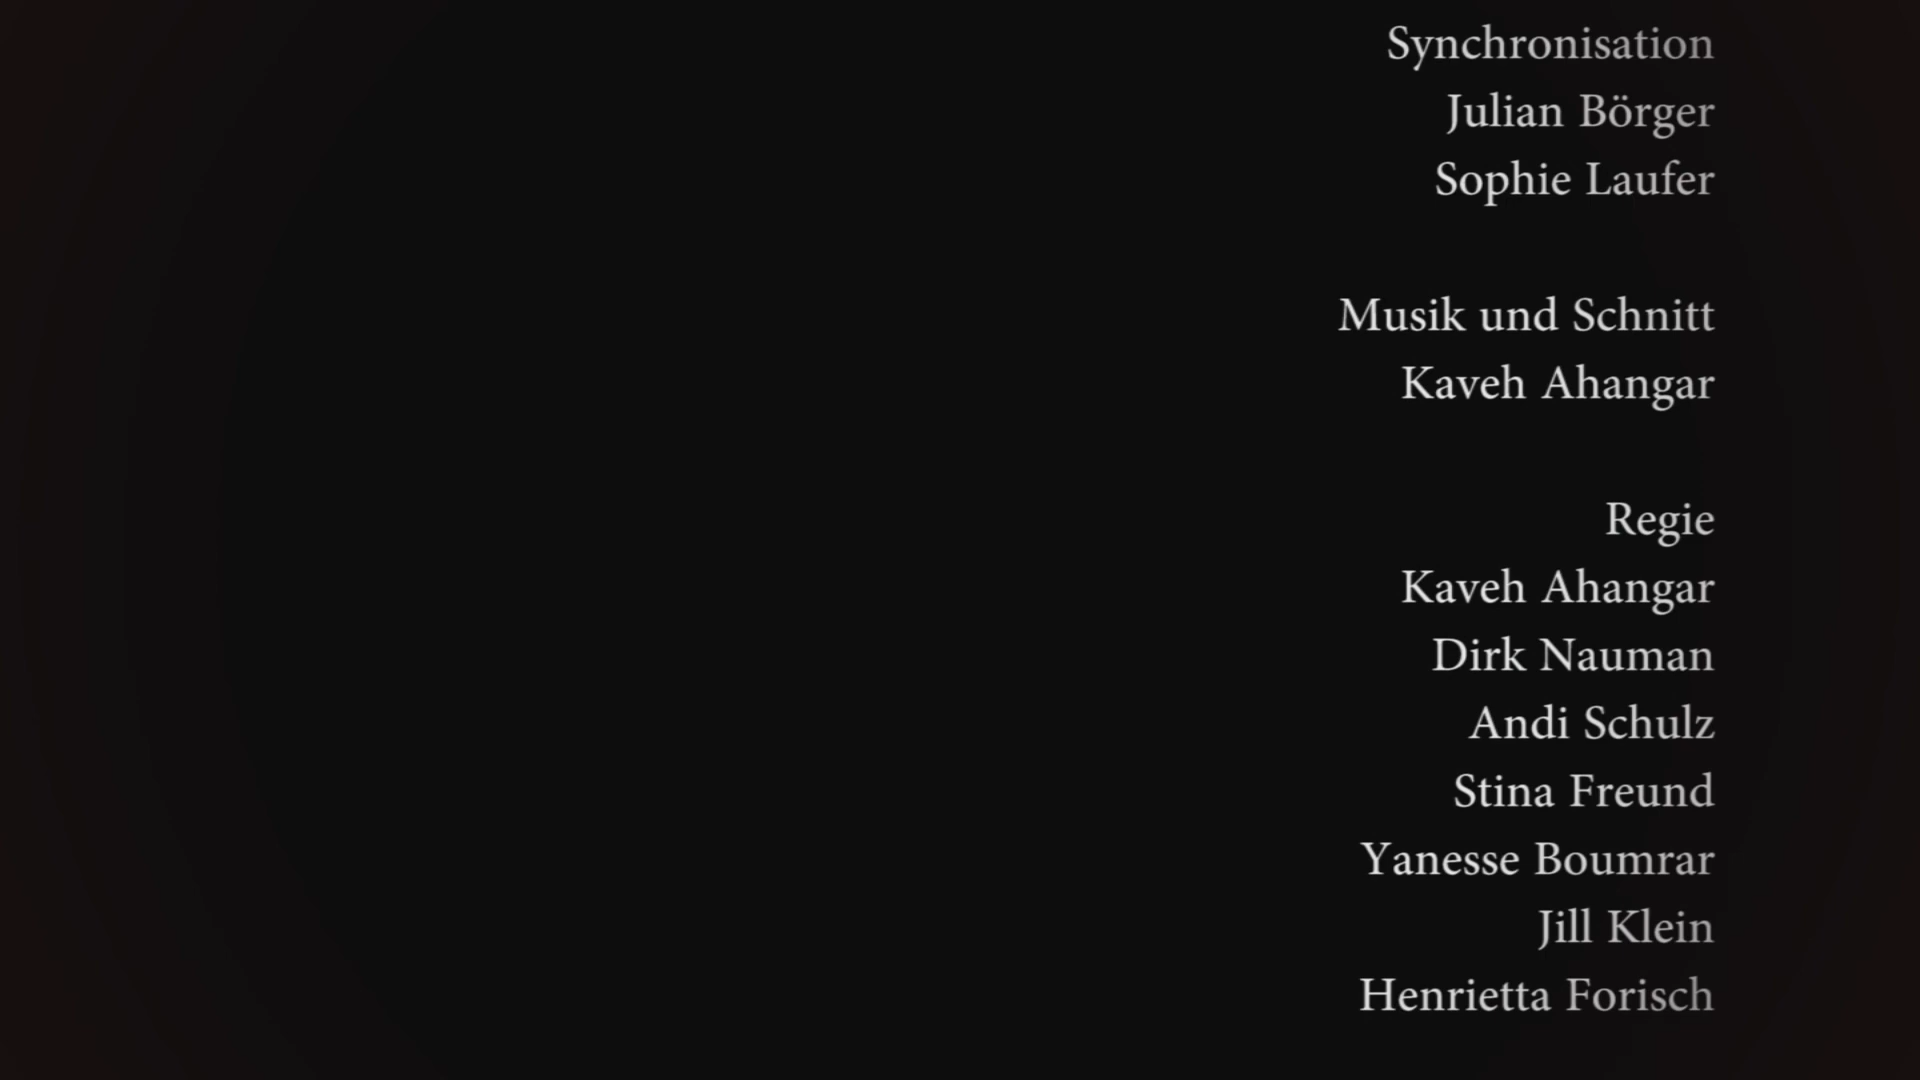 Synchronisation
Julian Börger
Sophie Laufer
Musik und Schnitt
Kaveh Ahangar
Regie
Kaveh Ahangar
Dirk Nauman
Andi Schulz
Stina Freund
Yanesse Boumrar
Jill Klein
Henrietta Forisch